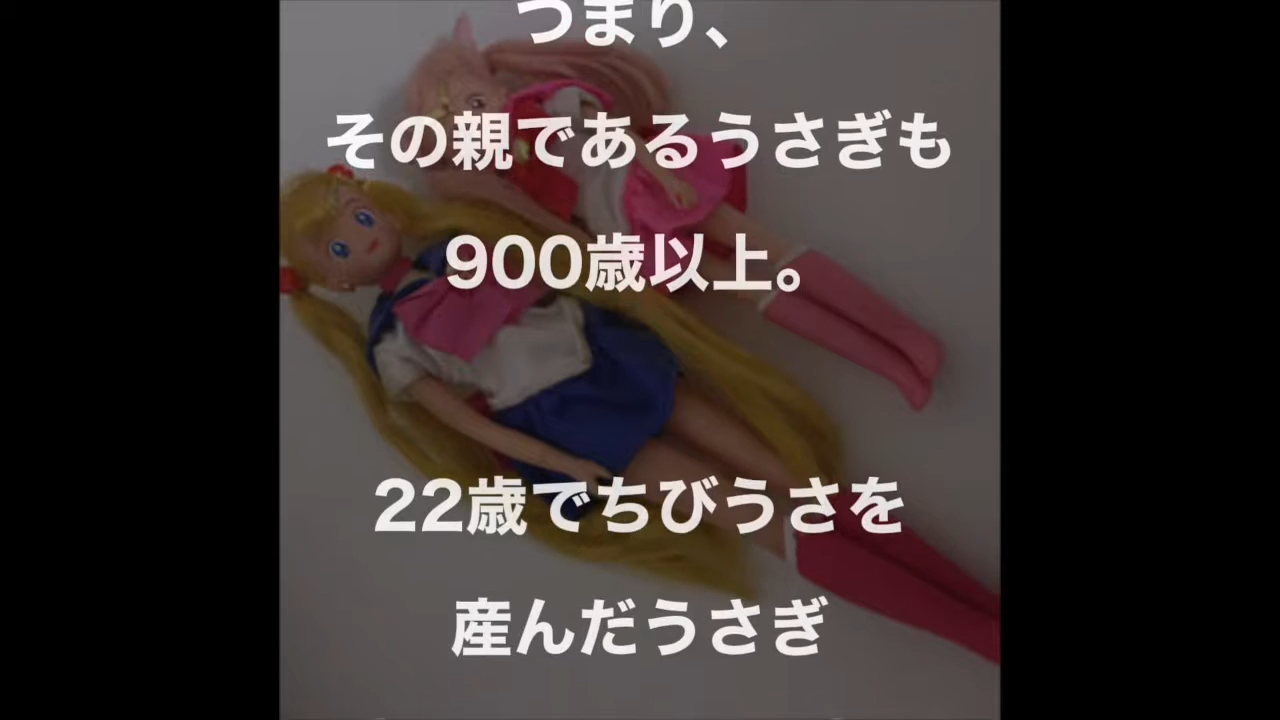 つまり、
その親であるうさぎも
900歳以上。
22歳でちびうさを
産んだうさぎ